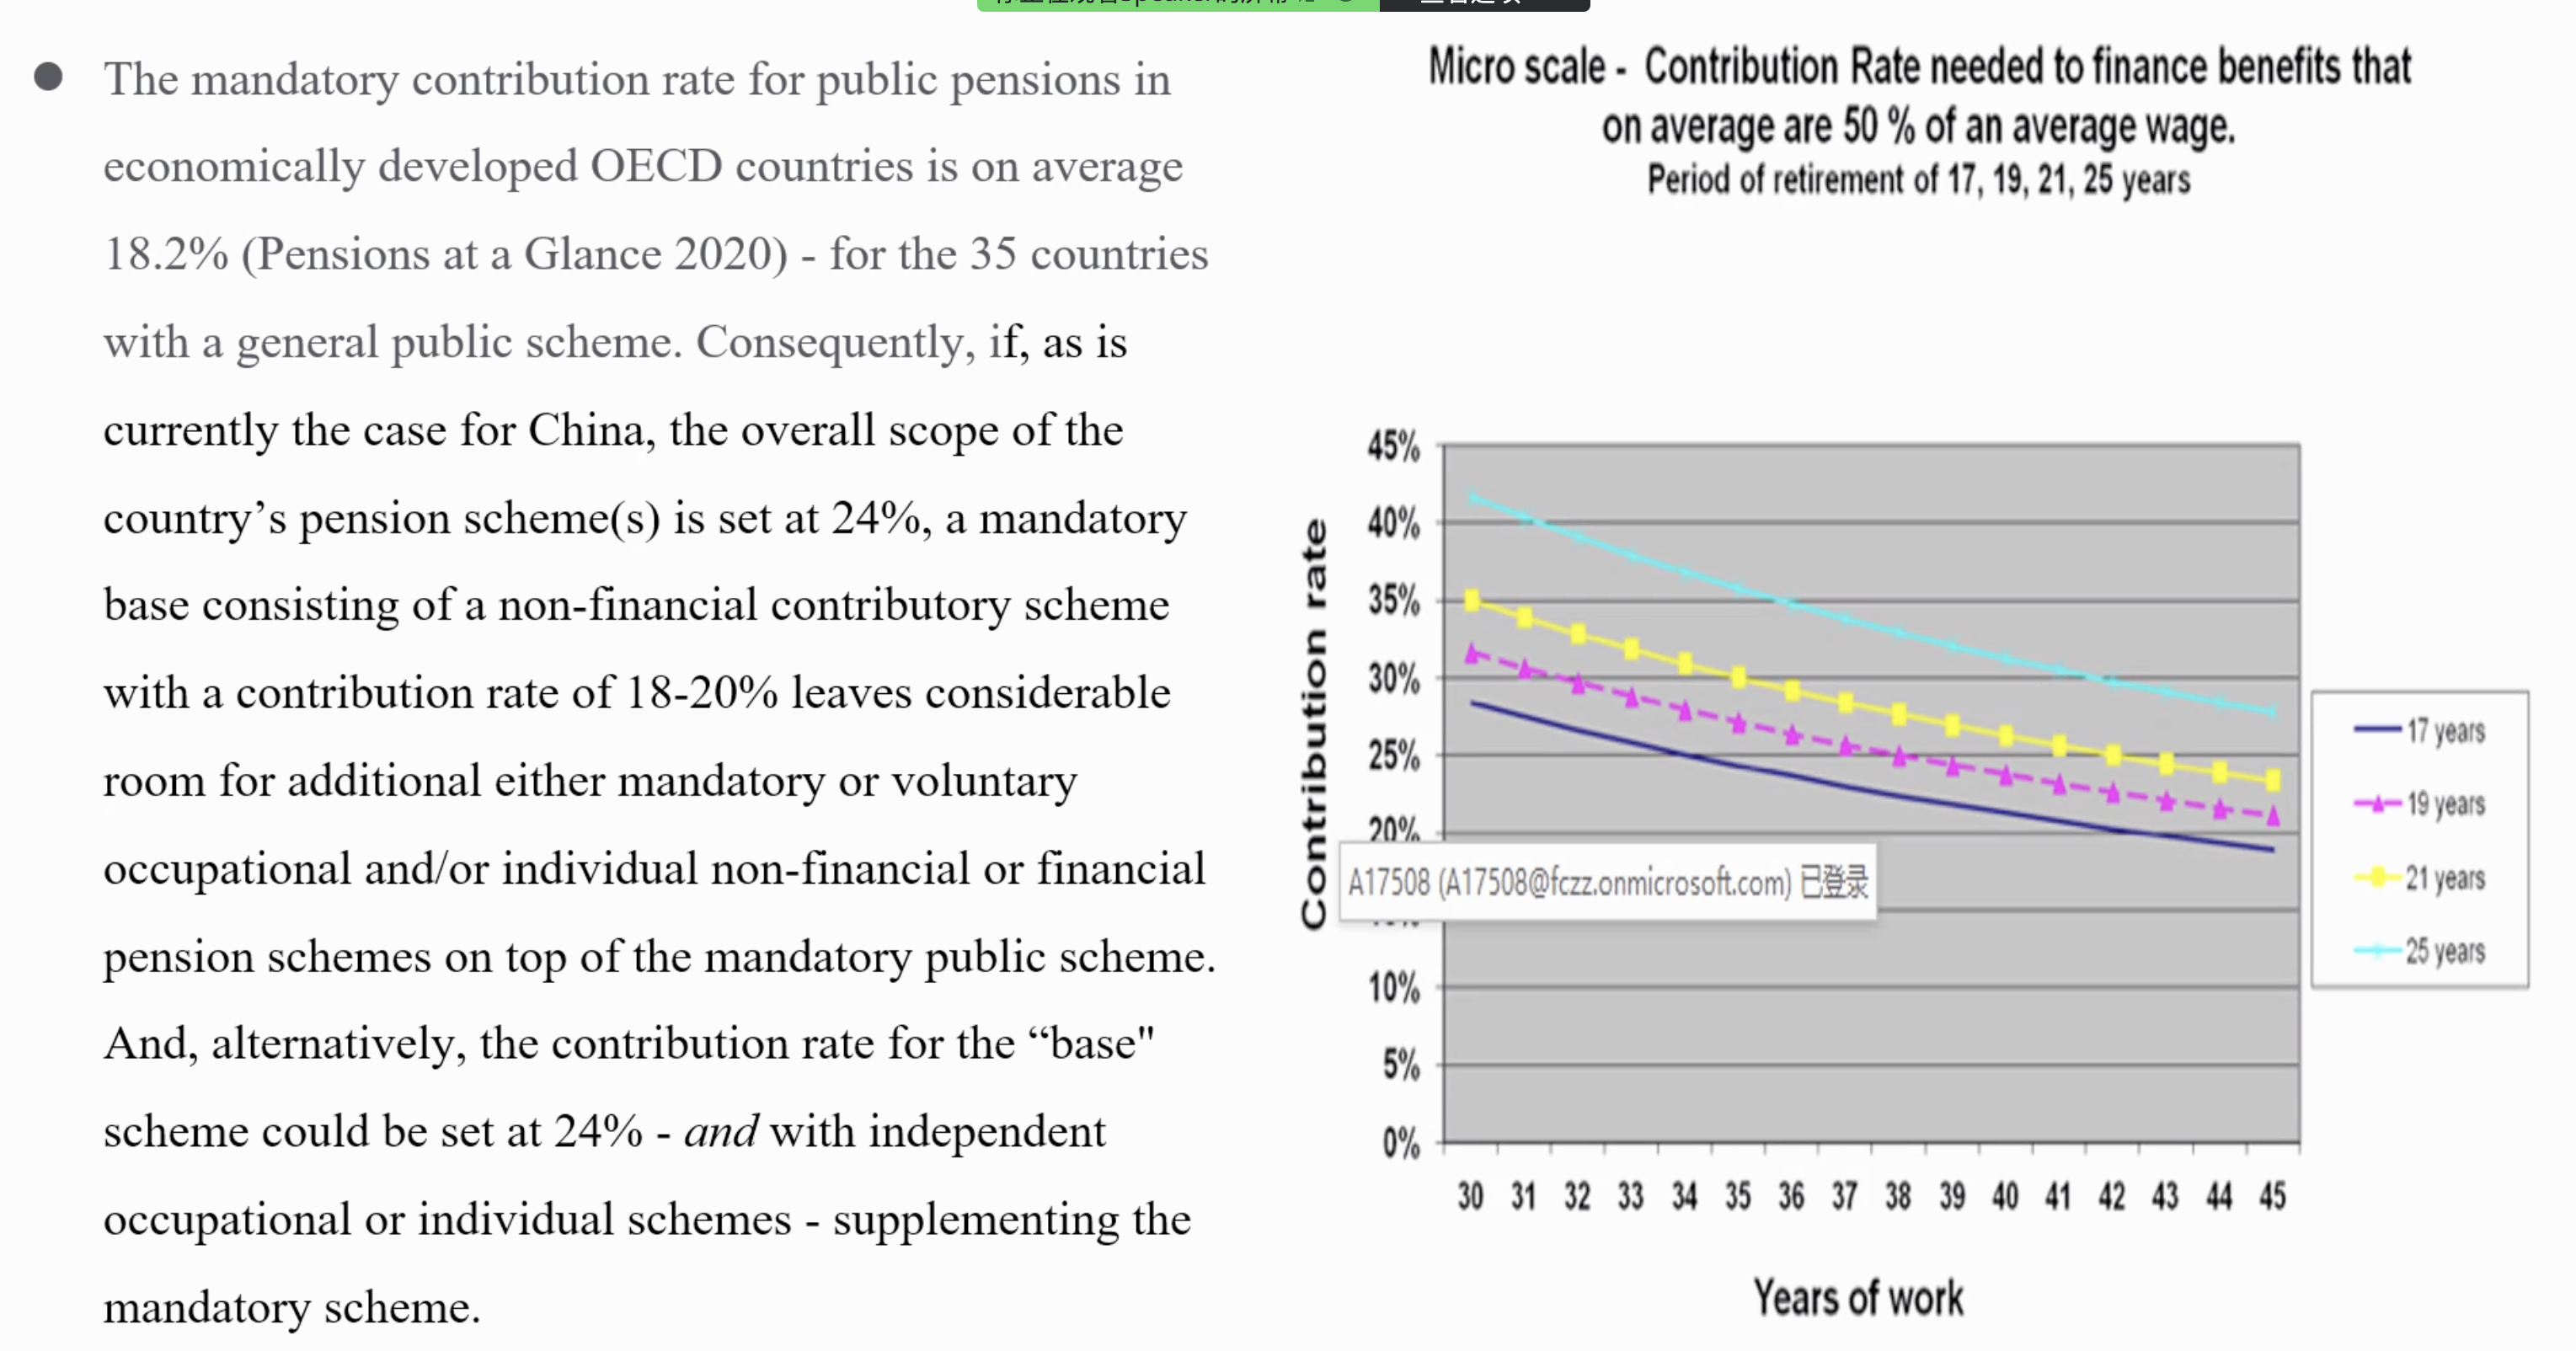 The mandatory contribution rate for public pensions in
economically developed OECD countries is on average
18.2% (Pensions at a Glance 2020) - for the 35 countries
with a general public scheme. Consequently, if, as is
currently the case for China, the overall scope of the
country’s pension scheme(s) is set at 24%, a mandatory
base consisting of a non-financial contributory scheme
with a contribution rate of 18-20% leaves considerable
room for additional either mandatory or voluntary
occupational and/or individual non-financial or financial
pension schemes on top of the mandatory public scheme.
And, alternatively, the contribution rate for the “base"
scheme could be set at 24% - and with independent
occupational or individual schemes - supplementing the
mandatory scheme.
Micro scale - Contribution Rate needed to finance benefits that
on average are 50 % of an average wage.
Period of retirement of 17, 19, 21, 25 years
Contribution rate
45%
40%
35%
30%
25%
20%
10%
5%
0%
A17508 (A17508@fczz.onmicrosoft.com) 已登录
30 31 32 33 34 35 36 37 38 39 40 41 42 43 44 45
Years of work
17 years
19 years
21 years
25 years